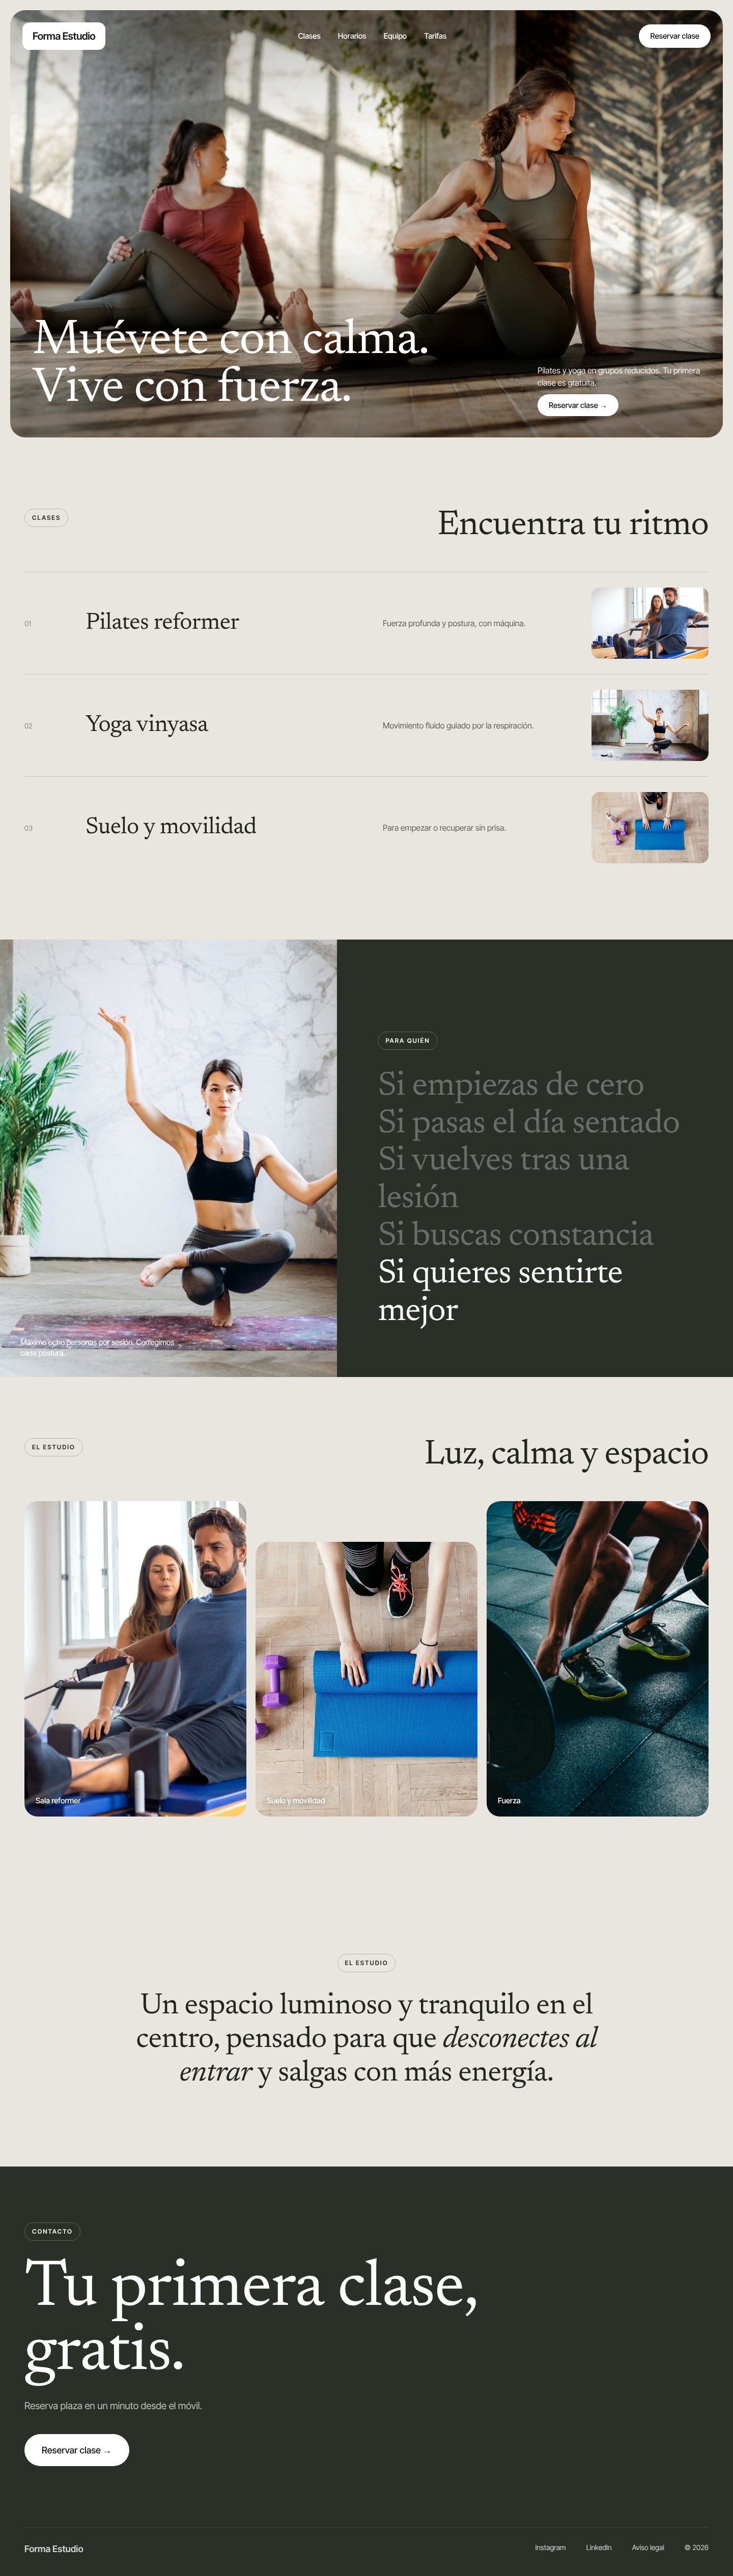 Forma Estudio
Clases
Horarios
Equipo
Tarifas
Reservar clase
Muévete con calma.
Vive con fuerza.
Pilates y yoga en grupos reducidos. Tu primera
clase es gratuita.
Reservar clase →
CLASES
Encuentra tu ritmo
01
Pilates reformer
Fuerza profunda y postura, con máquina.
02
Yoga vinyasa
Movimiento fluido guiado por la respiración.
03
Suelo y movilidad
Para empezar o recuperar sin prisa.
Máximo ocho personas por sesión. Corregimos
cada postura.
PARA QUIÉN
Si empiezas de cero
Si pasas el día sentado
Si vuelves tras una
lesión
Si buscas constancia
Si quieres sentirte
mejor
EL ESTUDIO
Luz, calma y espacio
Sala reformer
Suelo y movilidad
Fuerza
EL ESTUDIO
Un espacio luminoso y tranquilo en el
centro, pensado para que desconectes al
entrar y salgas con más energía.
CONTACTO
Tu primera clase,
gratis.
Reserva plaza en un minuto desde el móvil.
Reservar clase →
Forma Estudio
Instagram
LinkedIn
Aviso legal
© 2026